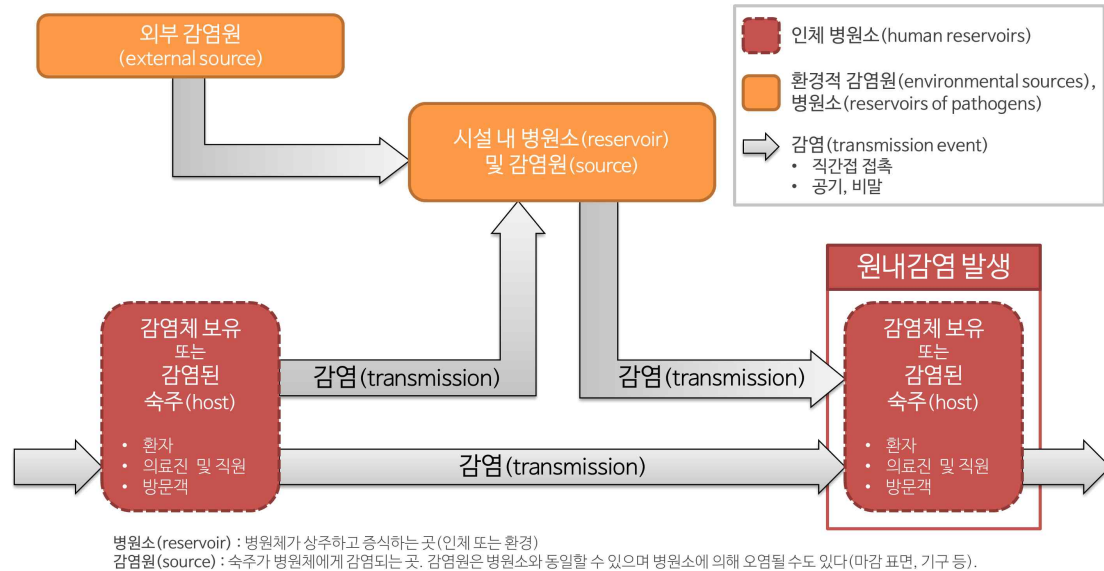 외부 감염원
(external source)
인체 병원소(human reservoirs)
환경적 감염원(environmental sources),
병원소(reservoirs of pathogens)
감염(transmission event)
• 직간접 접촉
• 공기, 비말
시설 내 병원소(reservoir)
및 감염원(source)
원내감염 발생
감염체 보유
또는
감염된
숙주(host)
• 환자
• 의료진 및 직원
• 방문객
감염(transmission)
감염(transmission)
감염체 보유
또는
감염된
숙주(host)
• 환자
• 의료진 및 직원
• 방문객
감염(transmission)
병원소(reservoir) : 병원체가 상주하고 증식하는 곳(인체 또는 환경)
감염원(source) : 숙주가 병원체에게 감염되는 곳. 감염원은 병원소와 동일할 수 있으며 병원소에 의해 오염될 수도 있다(마감 표면, 기구 등).